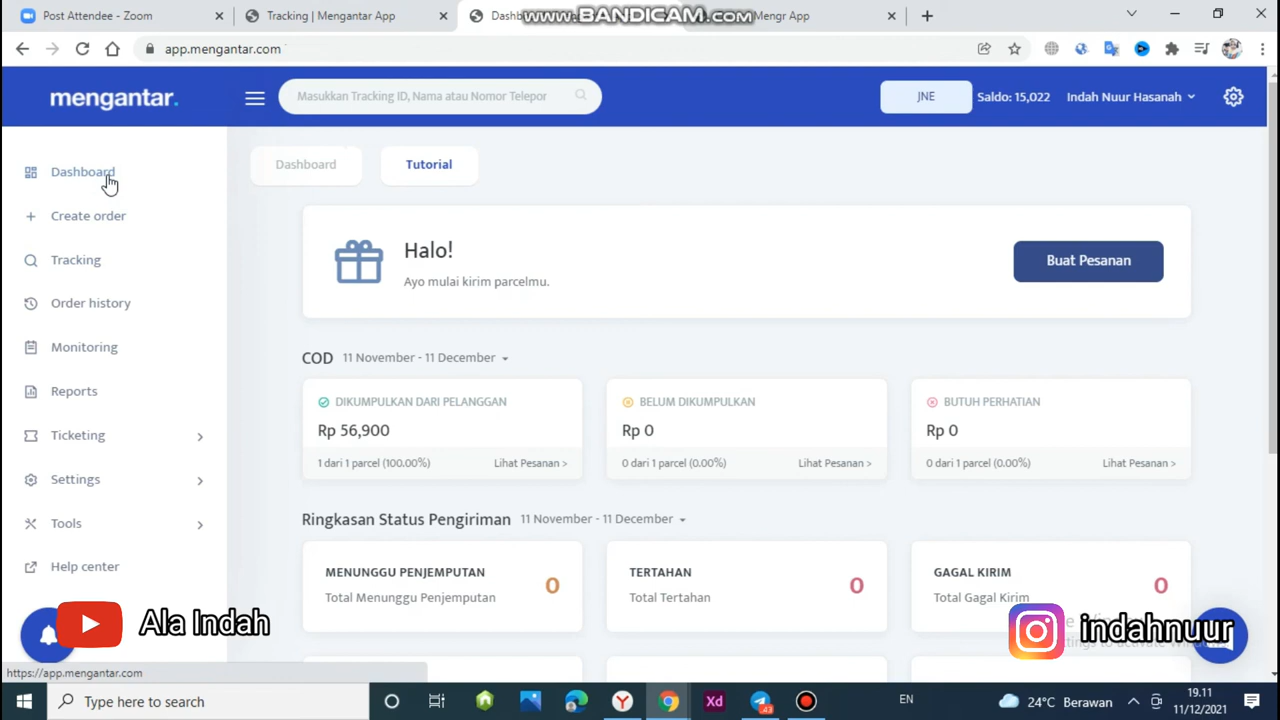 Post Attendee - Zoom
Tracking | Mengantar App
www.BANDICAM.com
App
app.mengantar.com
mengantar.
Masukkan Tracking ID, Nama atau Nomor Telepor
JNE
Saldo: 15,022
Indah Nuur Hasanah
Dashboard
Create order
Tracking
Order history
Monitoring
Reports
Ticketing
Settings
Tools
Help center
Dashboard
Tutorial
Halo!
Ayo mulai kirim parcelmu.
Buat Pesanan
COD 11 November - 11 December
DIKUMPULKAN DARI PELANGGAN
Rp 56,900
1 dari 1 parcel (100.00%)
Lihat Pesanan >
BELUM DIKUMPULKAN
Rp 0
0 dari 1 parcel (0.00%)
Lihat Pesanan >
BUTUH PERHATIAN
Rp 0
0 dari 1 parcel (0.00%)
Lihat Pesanan >
Ringkasan Status Pengiriman 11 November - 11 December
MENUNGGU PENJEMPUTAN
Total Menunggu Penjemputan
0
TERTAHAN
Total Tertahan
0
GAGAL KIRIM
Total Gagal Kirim
0
Ala Indah
indahnuur
https://app.mengantar.com
Type here to search
Xd
43
EN
24°C Berawan
19.11
11/12/2021